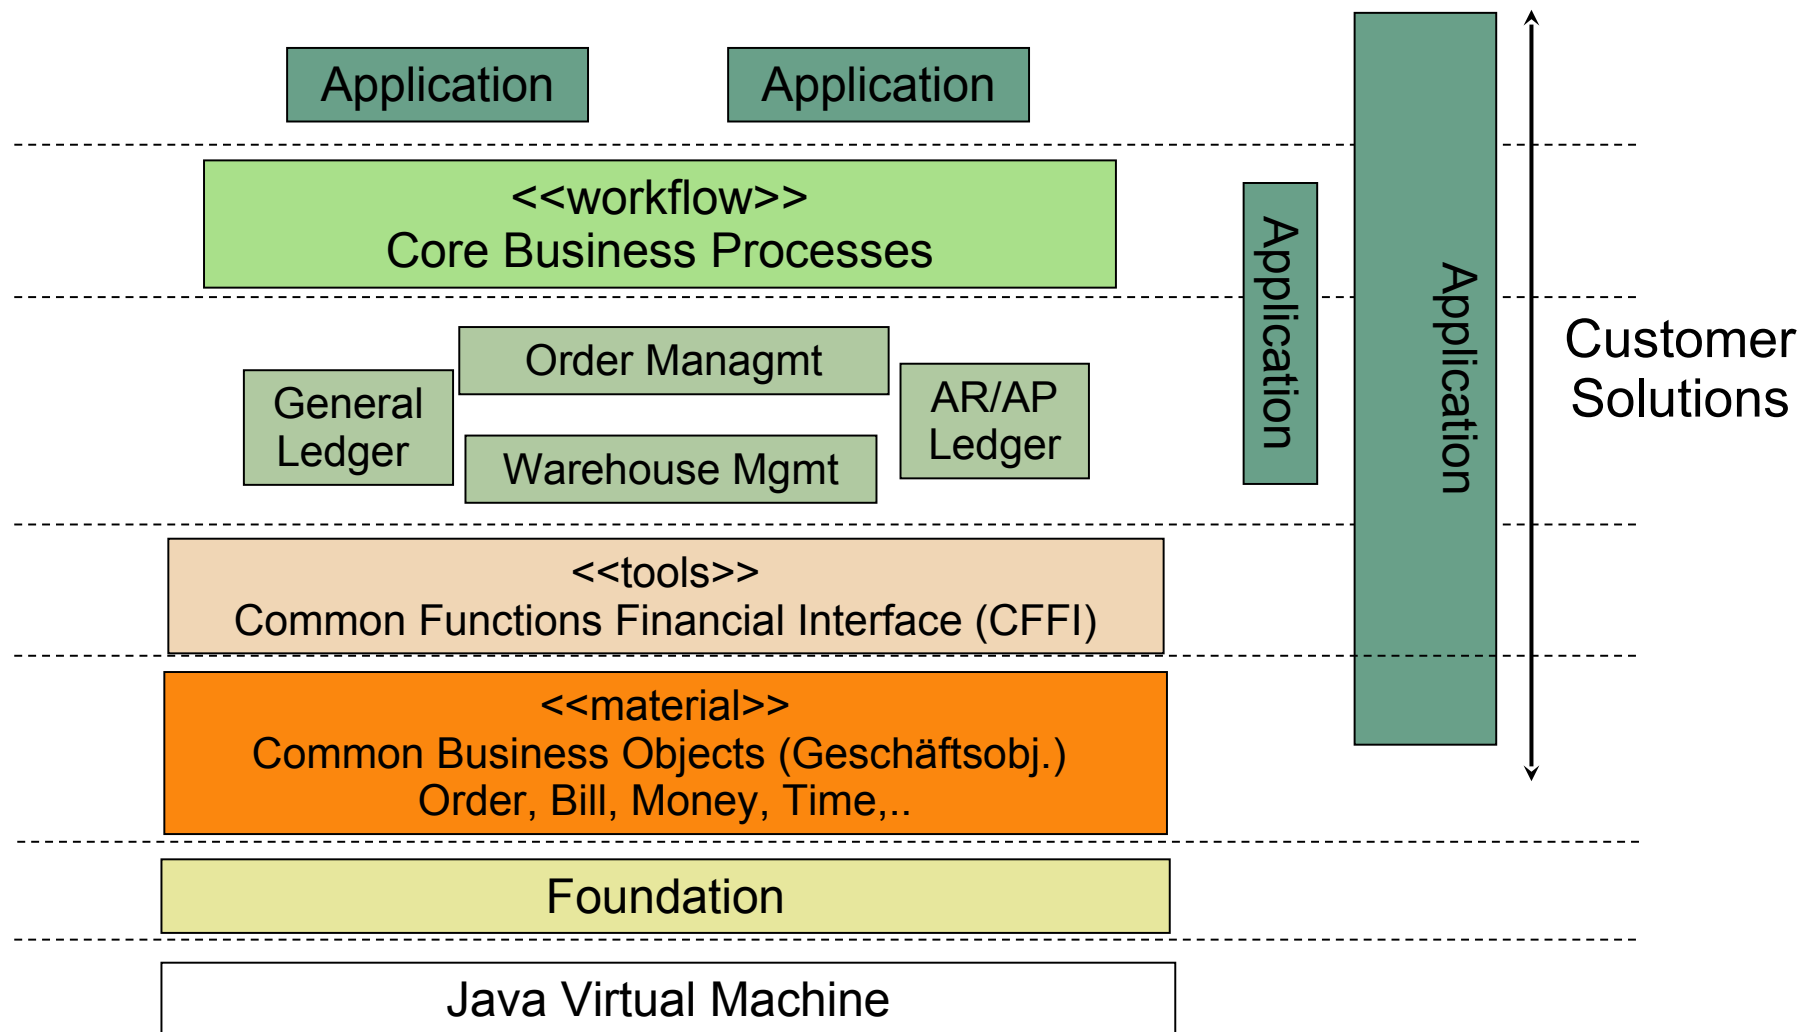 Application
Application
<<workflow>>
Core Business Processes
Application
Application
Customer
Solutions
Order Managmt
General
Ledger
AR/AP
Ledger
Warehouse Mgmt
<<tools>>
Common Functions Financial Interface (CFFI)
<<material>>
Common Business Objects (Geschäftsobj.)
Order, Bill, Money, Time,..
Foundation
Java Virtual Machine